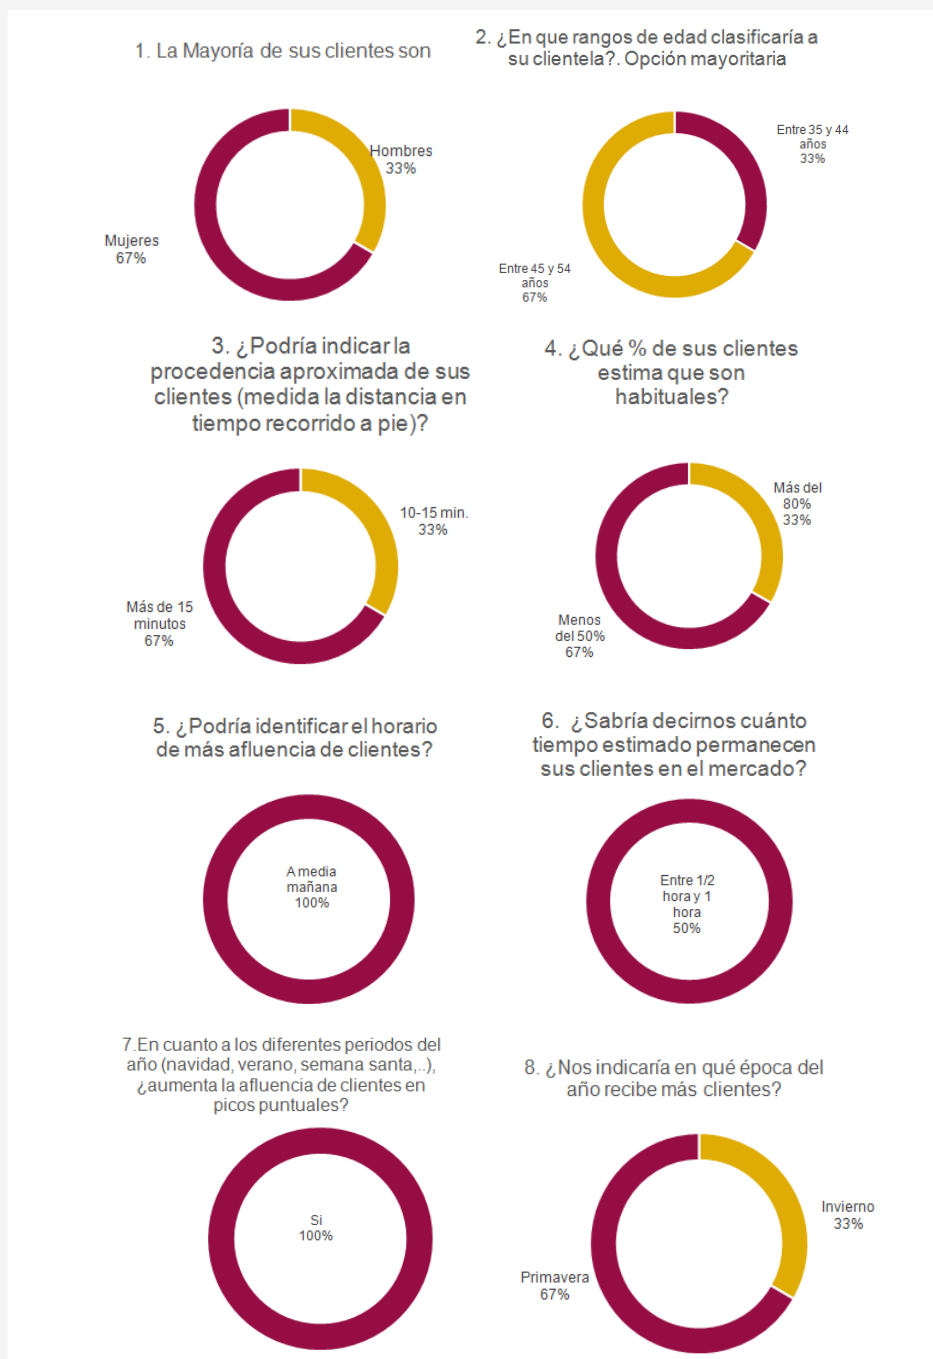 1. La Mayoría de sus clientes son
Hombres
33%
Mujeres
67%
2. ¿En que rangos de edad clasificaría a
su clientela?. Opción mayoritaria
Entre 35 y 44
años
33%
Entre 45 y 54
años
67%
3. ¿Podría indicar la
procedencia aproximada de sus
clientes (medida la distancia en
tiempo recorrido a pie)?
10-15 min.
33%
Más de 15
minutos
67%
4. ¿Qué % de sus clientes
estima que son
habituales?
Más del
80%
33%
Menos
del 50%
67%
5. ¿Podría identificar el horario
de más afluencia de clientes?
A media
mañana
100%
6. ¿Sabría decirnos cuánto
tiempo estimado permanecen
sus clientes en el mercado?
Entre 1/2
hora y 1
hora
50%
7.En cuanto a los diferentes periodos del
año (navidad, verano, semana santa,..),
¿aumenta la afluencia de clientes en
picos puntuales?
Si
100%
8. ¿Nos indicaría en qué época del
año recibe más clientes?
Invierno
33%
Primavera
67%